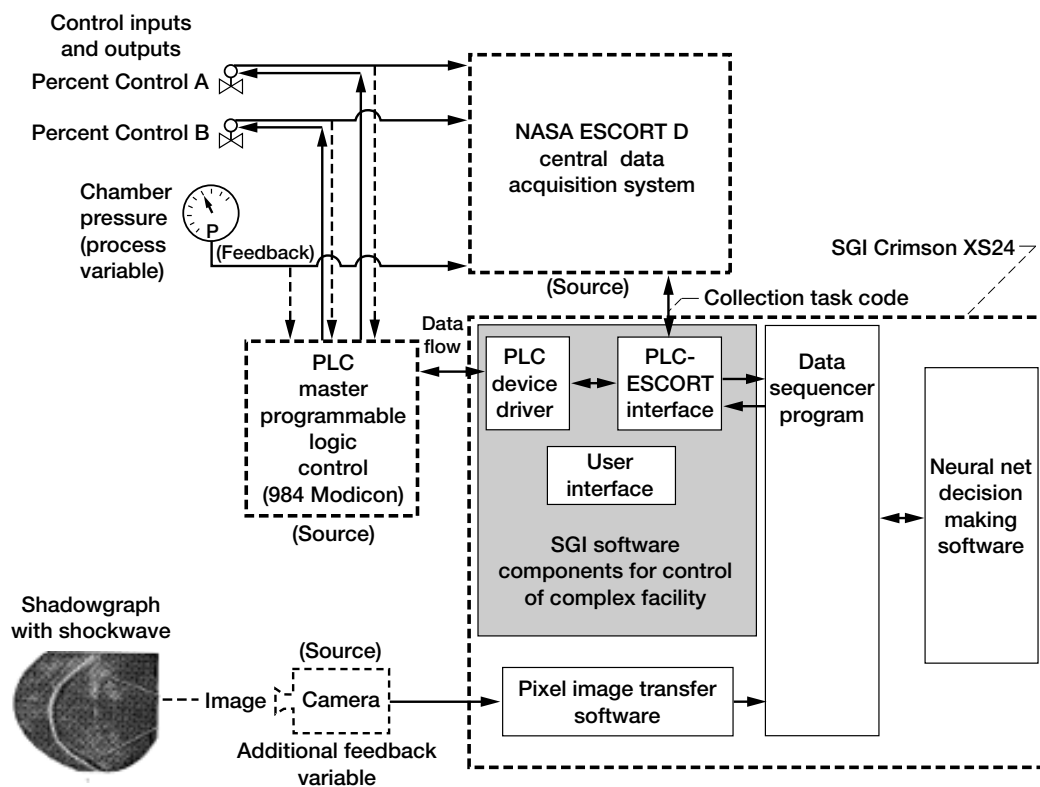 Control inputs
and outputs
Percent Control A
Percent Control B
Chamber
pressure
(process
variable)
P
(Feedback)
NASA ESCORT D
central data
acquisition system
(Source)
SGI Crimson XS24
Collection task code
Data
flow
PLC
master
programmable
logic
control
(984 Modicon)
(Source)
PLC
device
driver
PLC-
ESCORT
interface
User
interface
SGI software
components for control
of complex facility
Data
sequencer
program
Neural net
decision
making
software
Shadowgraph
with shockwave
Image
(Source)
Camera
Additional feedback
variable
Pixel image transfer
software